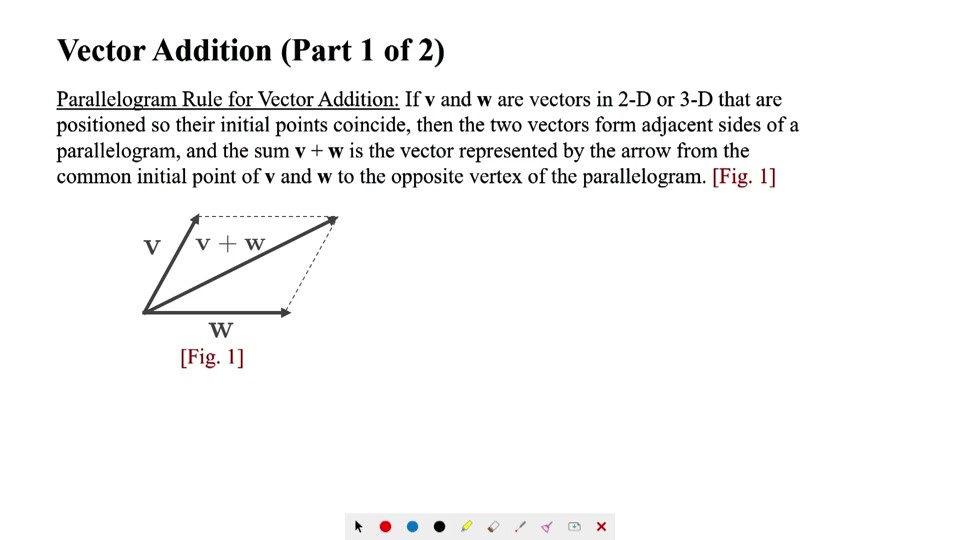 Vector Addition (Part 1 of 2)
Parallelogram Rule for Vector Addition: If v and w are vectors in 2-D or 3-D that are
positioned so their initial points coincide, then the two vectors form adjacent sides of a
parallelogram, and the sum v + w is the vector represented by the arrow from the
common initial point of v and w to the opposite vertex of the parallelogram. [Fig. 1]
v
v + w
w
[Fig. 1]